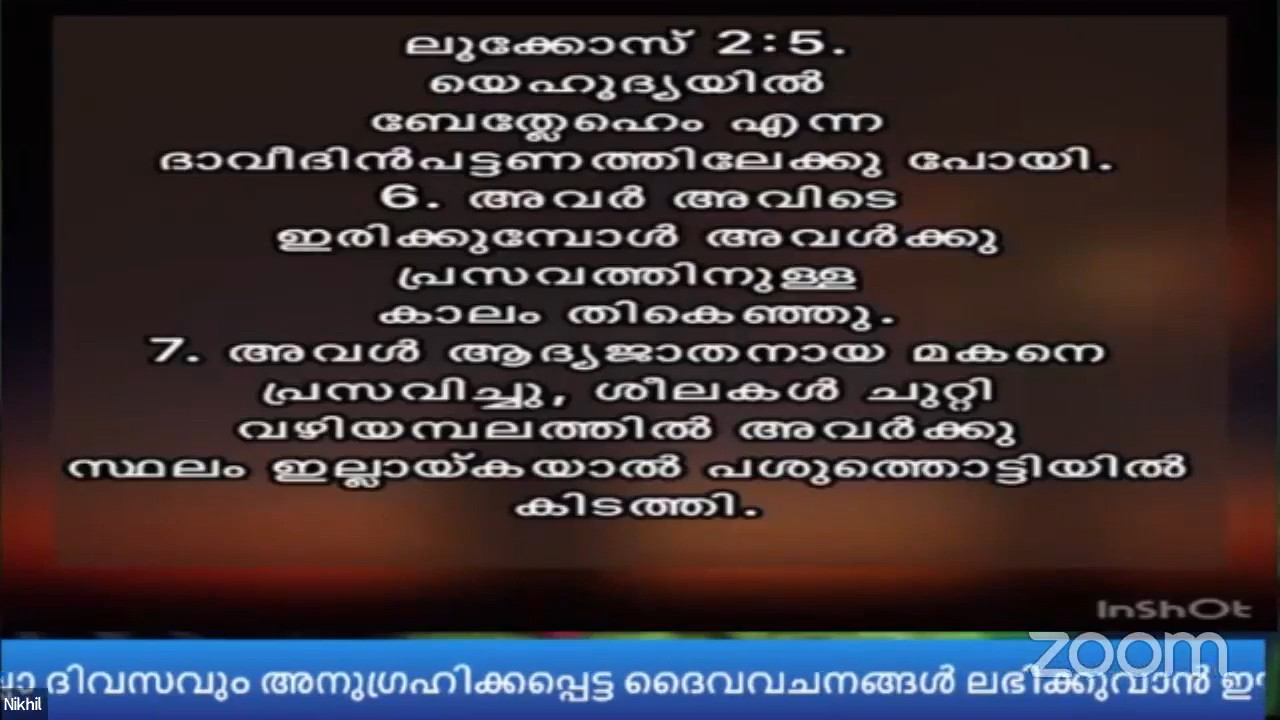 ലൂക്കോസ് 2:5.
യെഹൂദ്യയിൽ
ബേത്ലേഹെം എന്ന
ദാവീദിൻപട്ടണത്തിലേക്കു പോയി.
6. അവർ അവിടെ
ഇരിക്കുമ്പോൾ അവൾക്കു
പ്രസവത്തിനുള്ള
കാലം തികെഞ്ഞു.
7. അവൾ ആദ്യജാതനായ മകനെ
പ്രസവിച്ചു, ശീലകൾ ചുറ്റി
വഴിയമ്പലത്തിൽ അവർക്കു
സ്ഥലം ഇല്ലായ്കയാൽ പശുത്തൊട്ടിയിൽ
കിടത്തി.
InShOt
zoom
ദിവസവും അനുഗ്രഹിക്കപ്പെട്ട ദൈവവചനങ്ങൾ ലഭിക്കുവാൻ
Nikhil